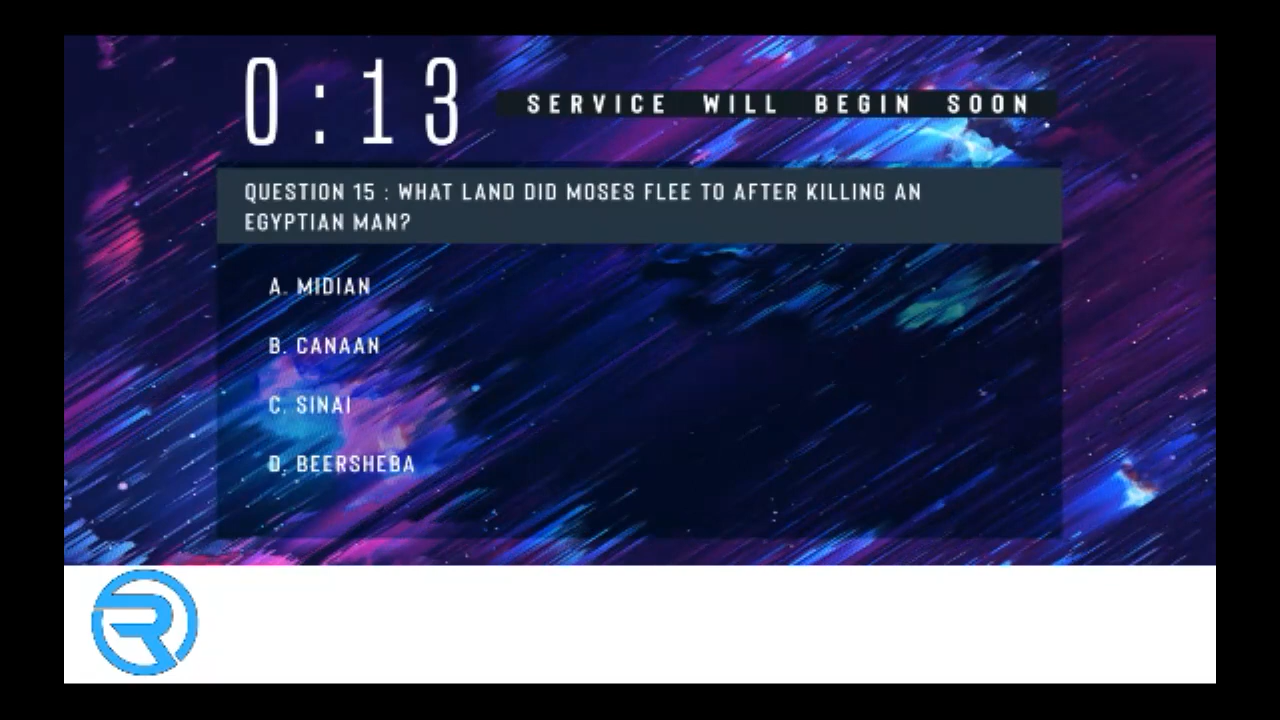 0:13
SERVICE WILL BEGIN SOON
QUESTION 15 : WHAT LAND DID MOSES FLEE TO AFTER KILLING AN
EGYPTIAN MAN?
A. MIDIAN
B. CANAAN
C. SINAI
D. BEERSHEBA
R